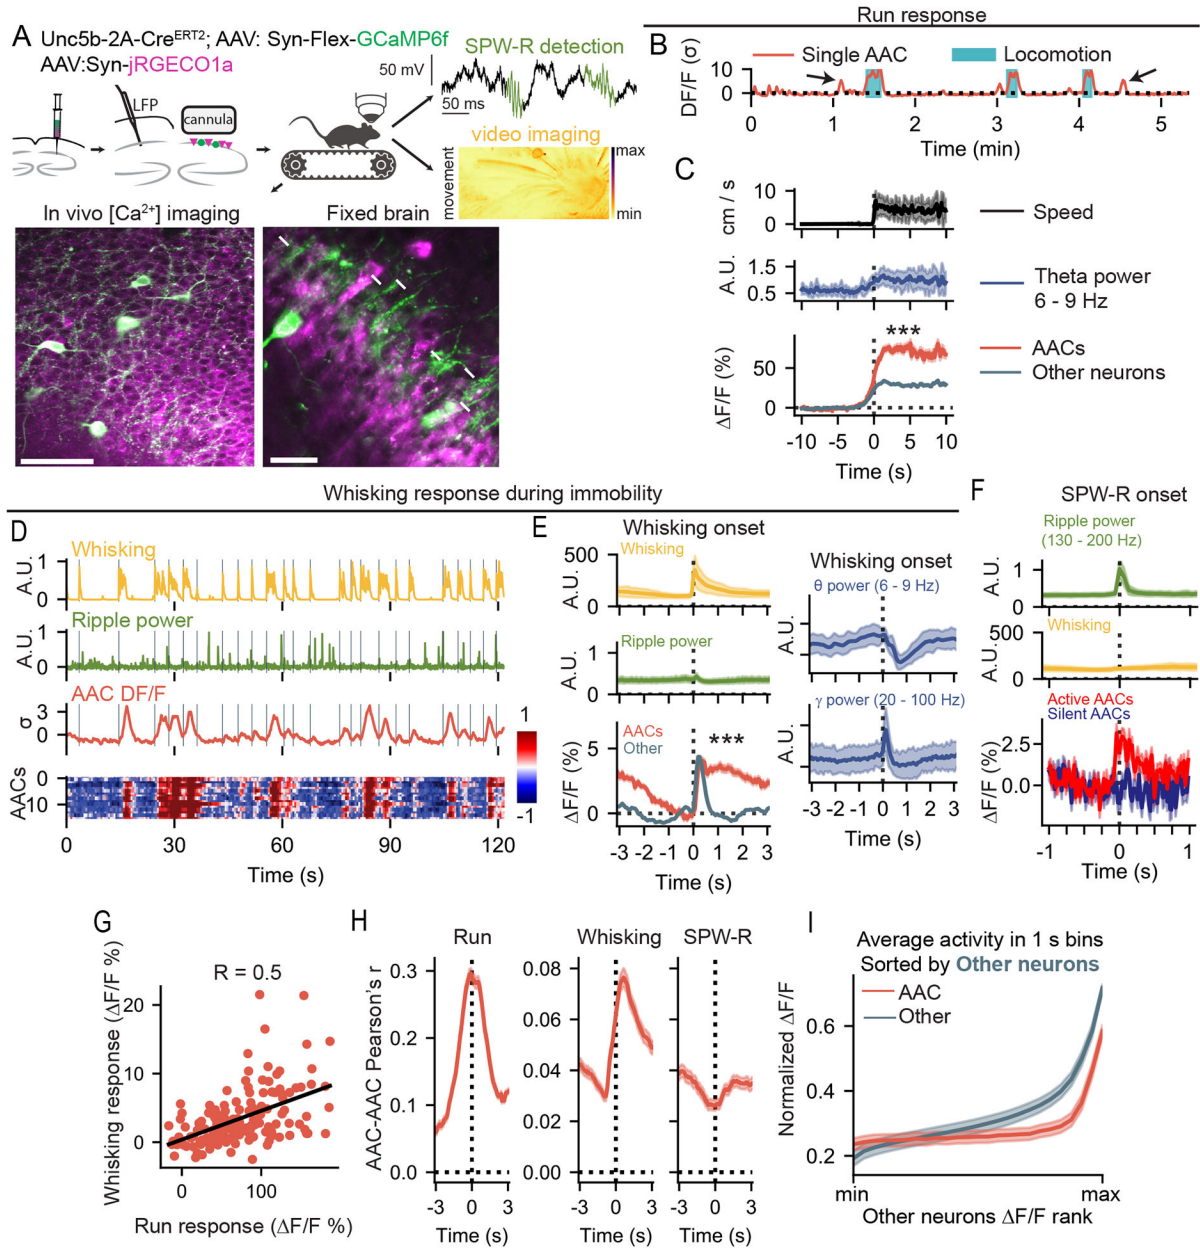 A
Unc5b-2A-Cre^ERT2; AAV: Syn-Flex-GCaMP6f
AAV:Syn-jRGECO1a
LFP
cannula
50 mV
SPW-R detection
50 ms
video imaging
movement
max
min
In vivo [Ca²⁺] imaging
Fixed brain
Run response
B
DF/F (σ)
10
0
Single AAC
Locomotion
0 1 2 3 4 5
Time (min)
C
cm / s
10
0
Speed
A.U.
1.5
0.5
Theta power
6 - 9 Hz
***
ΔF/F (%)
50
0
AACs
Other neurons
-10 -5 0 5 10
Time (s)
Whisking response during immobility
D
Whisking
A.U.
1
0
Ripple power
A.U.
1
0
AAC DF/F
σ
3
0
1
-1
AACs
0
10
0 30 60 90 120
Time (s)
E
Whisking onset
Whisking
A.U.
500
0
Ripple power
A.U.
1
0
AACs
Other
***
ΔF/F (%)
5
0
-3 -2 -1 0 1 2 3
Time (s)
Whisking onset
θ power (6 - 9 Hz)
A.U.
γ power (20 - 100 Hz)
A.U.
-3 -2 -1 0 1 2 3
Time (s)
F
SPW-R onset
Ripple power
(130 - 200 Hz)
A.U.
1
0
Whisking
A.U.
500
0
Active AACs
Silent AACs
ΔF/F (%)
2.5
0.0
-1 0 1
Time (s)
G
R = 0.5
Whisking response (ΔF/F %)
20
10
0
0 100
Run response (ΔF/F %)
H
Run
AAC-AAC Pearson's r
0.3
0.2
0.1
0.0
-3 0 3
Time (s)
Whisking
0.08
0.06
0.04
0.02
0.00
-3 0 3
Time (s)
SPW-R
-3 0 3
Time (s)
I
Average activity in 1 s bins
Sorted by Other neurons
AAC
Other
Normalized ΔF/F
0.6
0.4
0.2
min max
Other neurons ΔF/F rank